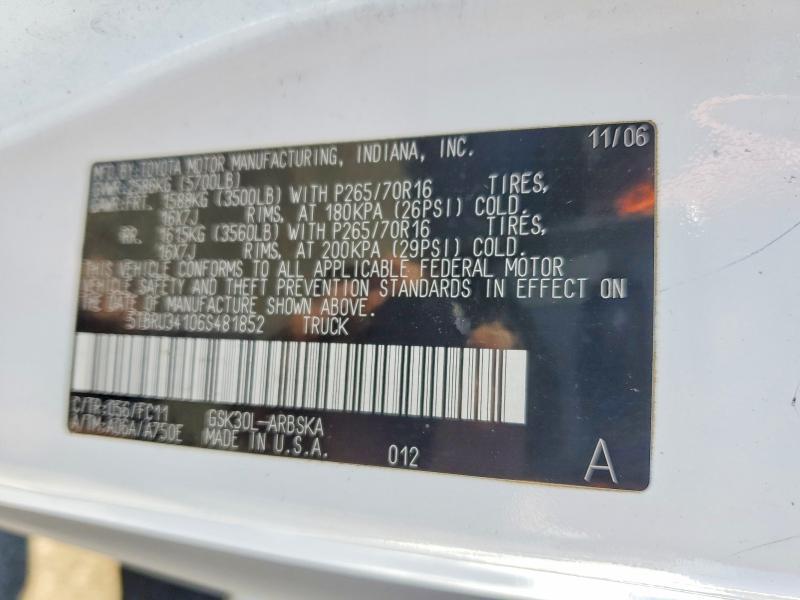 11/06
MFD BY: TOYOTA MOTOR MANUFACTURING, INDIANA, INC.
GVWR: 2586KG (5700LB)
GAWR: FRT. 1588KG (3500LB) WITH P265/70R16 TIRES,
16X7J RIMS, AT 180KPA (26PSI) COLD.
RR. 1615KG (3560LB) WITH P265/70R16 TIRES,
16X7J RIMS, AT 200KPA (29PSI) COLD.
THIS VEHICLE CONFORMS TO ALL APPLICABLE FEDERAL MOTOR
VEHICLE SAFETY AND THEFT PREVENTION STANDARDS IN EFFECT ON
THE DATE OF MANUFACTURE SHOWN ABOVE.
5TBRU34106S481852 TRUCK
C/TR: 056/FC11 GSK30L-ARBSKA
A/TM: A06A/A750E MADE IN U.S.A. 012
A